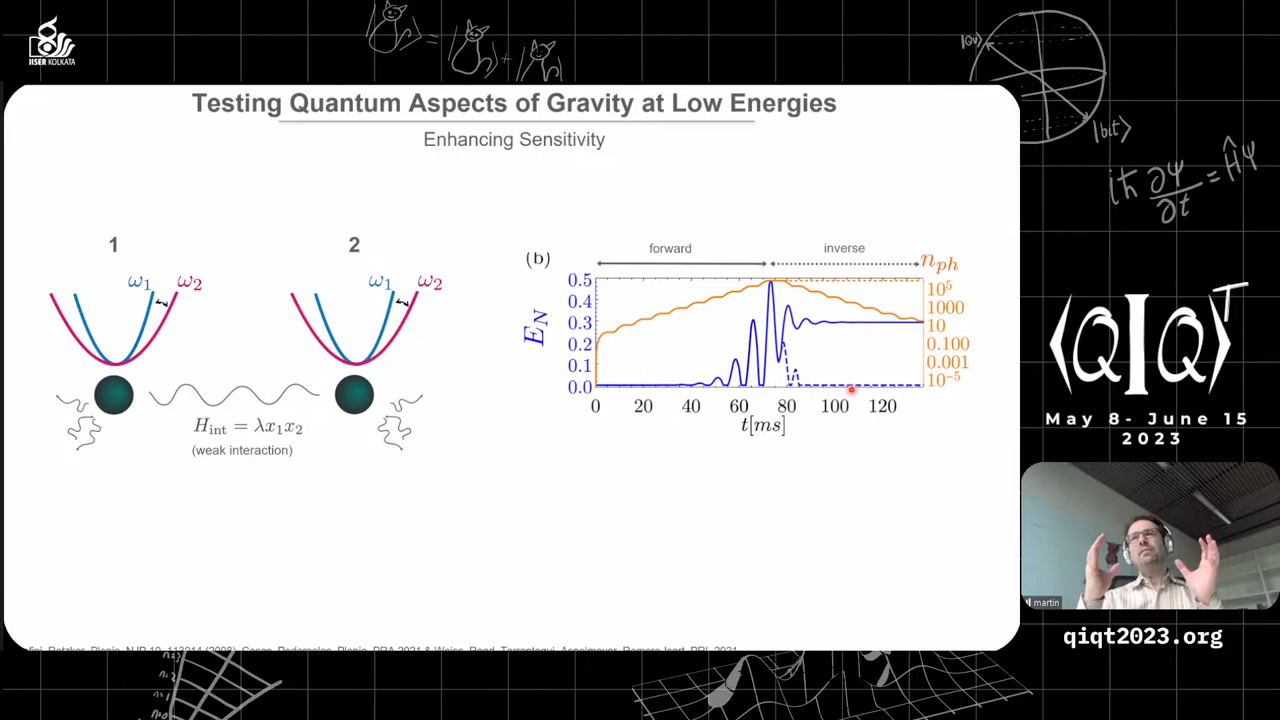 IISER KOLKATA
Testing Quantum Aspects of Gravity at Low Energies
Enhancing Sensitivity
1
2
ω₁ ω₂
ω₁ ω₂
H_int = λx₁x₂
(weak interaction)
(b)
forward
inverse
n_ph
E_N
0.5
0.4
0.3
0.2
0.1
0.0
10⁵
1000
10
0.100
0.001
10⁻⁵
0 20 40 60 80 100 120
t[ms]
|bit⟩
iħ ∂Ψ/∂t = ĤΨ
⟨QIQ⟩ᵀ
May 8- June 15
2023
martin
qiqt2023.org